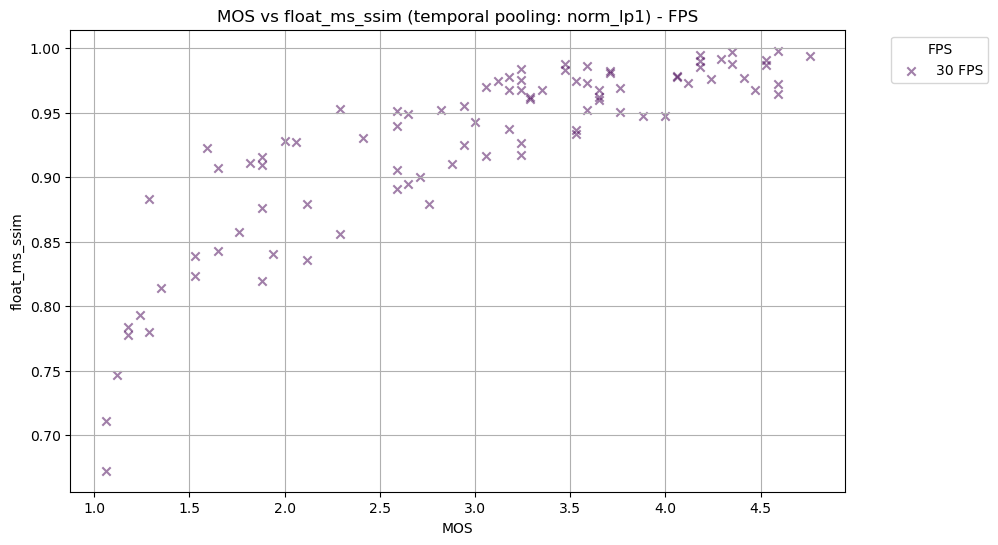 MOS vs float_ms_ssim (temporal pooling: norm_lp1) - FPS
FPS
30 FPS
float_ms_ssim
1.00
0.95
0.90
0.85
0.80
0.75
0.70
1.0 1.5 2.0 2.5 3.0 3.5 4.0 4.5
MOS